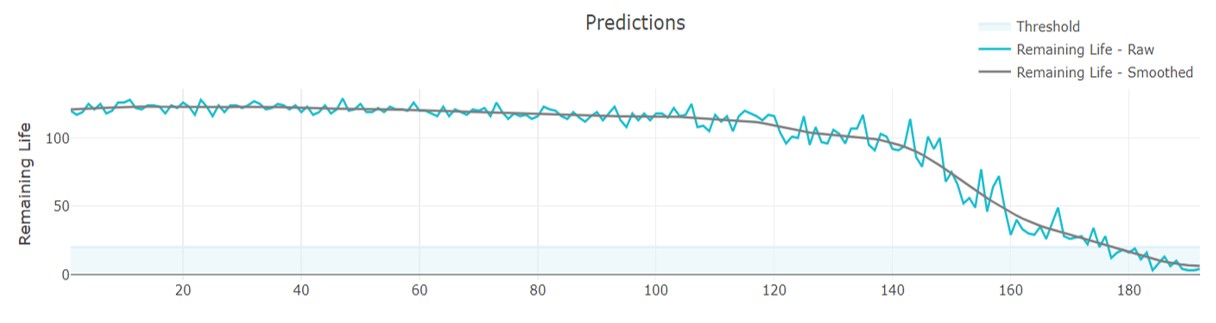 Predictions
Threshold
Remaining Life - Raw
Remaining Life - Smoothed
Remaining Life
100
50
0
20 40 60 80 100 120 140 160 180